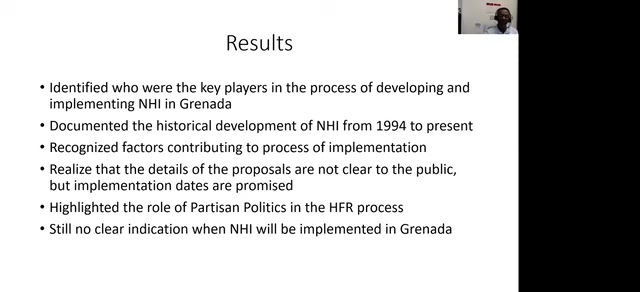 Results
• Identified who were the key players in the process of developing and
implementing NHI in Grenada
• Documented the historical development of NHI from 1994 to present
• Recognized factors contributing to process of implementation
• Realize that the details of the proposals are not clear to the public,
but implementation dates are promised
• Highlighted the role of Partisan Politics in the HFR process
• Still no clear indication when NHI will be implemented in Grenada